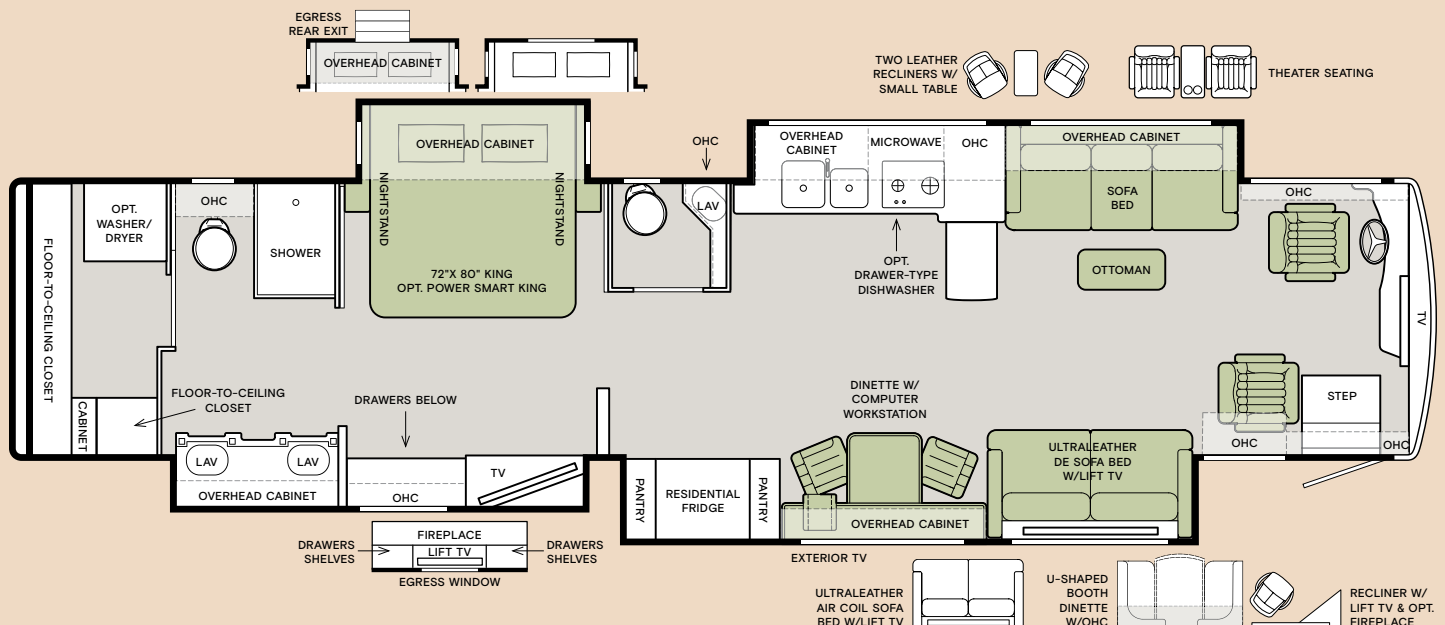 EGRESS
REAR EXIT
OVERHEAD CABINET
TWO LEATHER
RECLINERS W/
SMALL TABLE
THEATER SEATING
OVERHEAD CABINET
NIGHTSTAND
NIGHTSTAND
72"X 80" KING
OPT. POWER SMART KING
OHC
LAV
OVERHEAD
CABINET
MICROWAVE
OHC
OVERHEAD CABINET
SOFA
BED
OHC
OPT.
WASHER/
DRYER
OHC
SHOWER
FLOOR-TO-CEILING CLOSET
OPT.
DRAWER-TYPE
DISHWASHER
OTTOMAN
TV
FLOOR-TO-CEILING
CLOSET
CABINET
DRAWERS BELOW
DINETTE W/
COMPUTER
WORKSTATION
STEP
OHC
OHC
LAV
LAV
OVERHEAD CABINET
OHC
TV
PANTRY
RESIDENTIAL
FRIDGE
PANTRY
OVERHEAD CABINET
ULTRALEATHER
DE SOFA BED
W/LIFT TV
DRAWERS
SHELVES
FIREPLACE
LIFT TV
DRAWERS
SHELVES
EGRESS WINDOW
EXTERIOR TV
ULTRALEATHER
AIR COIL SOFA
BED W/LIFT TV
U-SHAPED
BOOTH
DINETTE
W/OHC
RECLINER W/
LIFT TV & OPT.
FIREPLACE